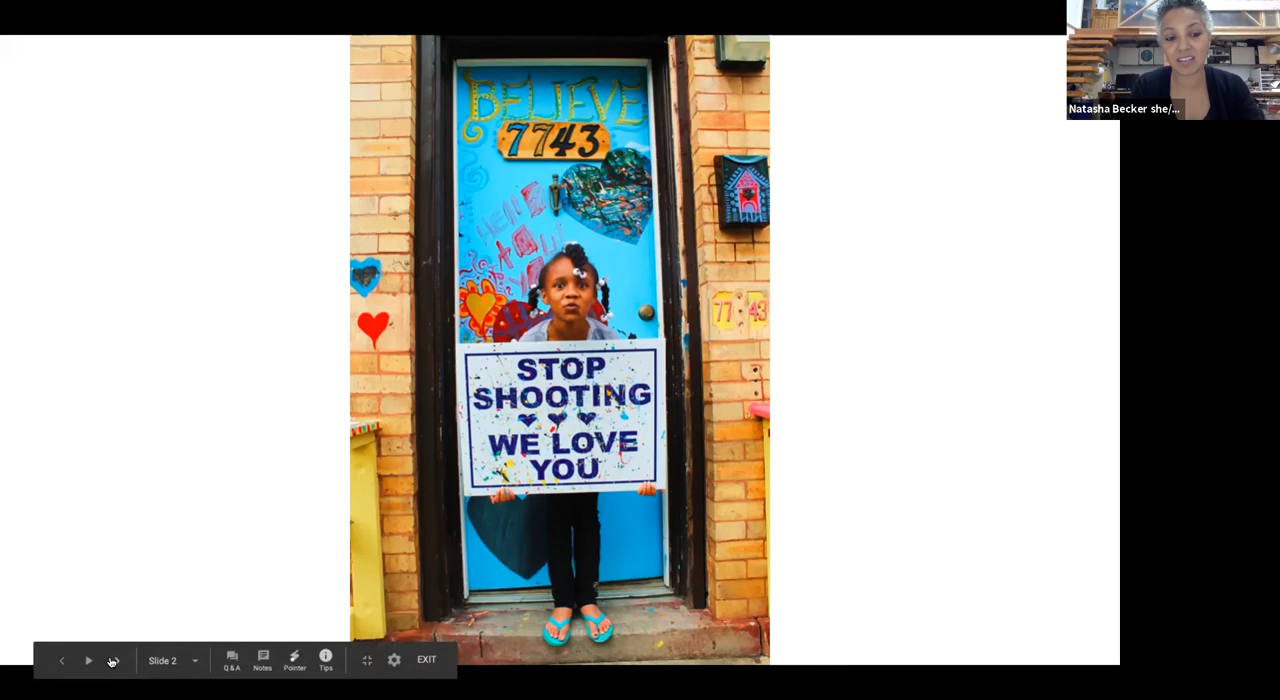 Natasha Becker she/...
BELIEVE
7743
77 43
STOP
SHOOTING
WE LOVE
YOU
Slide 2
Q & A
Notes
Pointer
Tips
EXIT